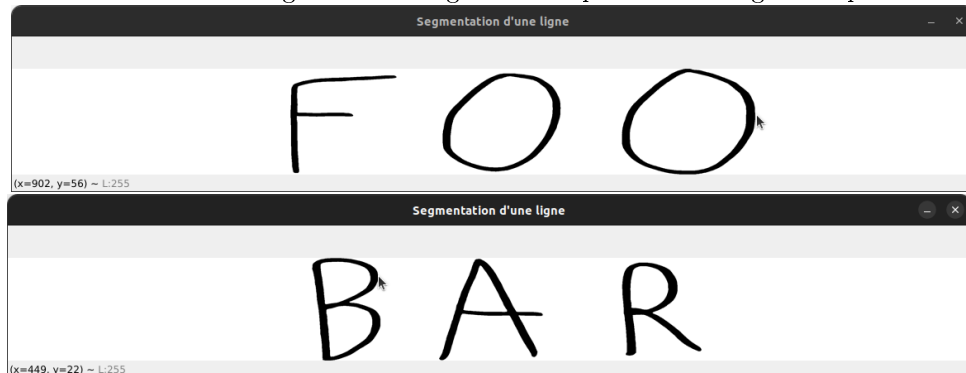 Segmentation d'une ligne
FOO
(x=902, y=56) ~ L:255
Segmentation d'une ligne
BAR
(x=449, y=22) ~ L:255